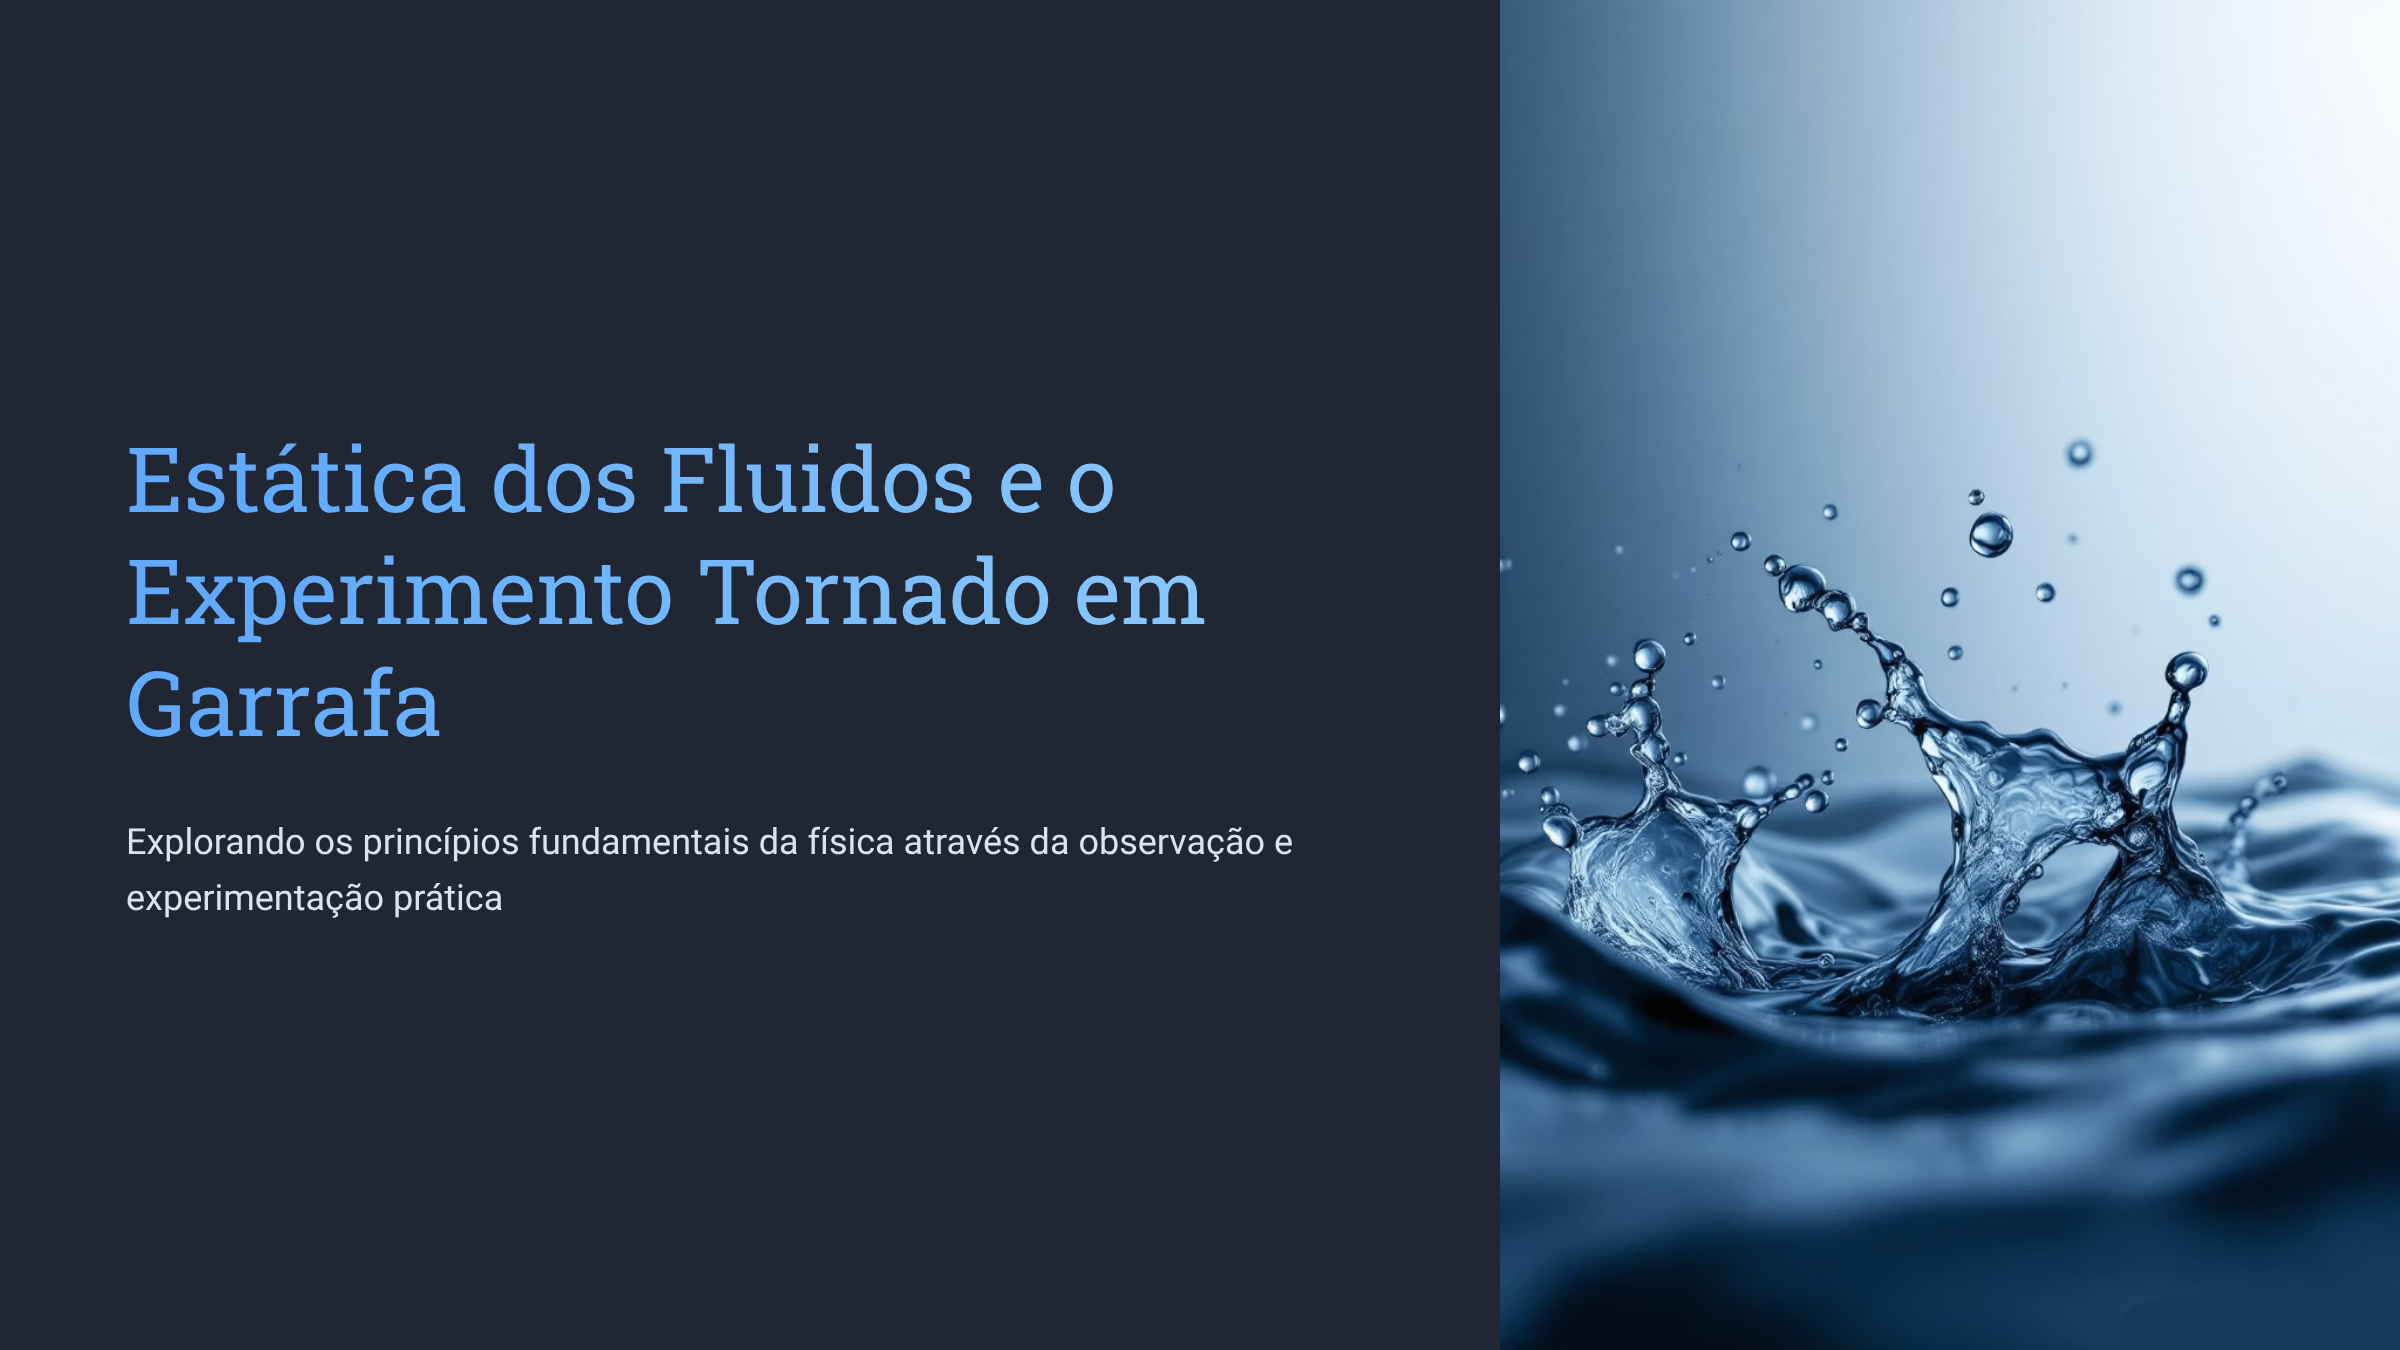 Estática dos Fluidos e o
Experimento Tornado em
Garrafa
Explorando os princípios fundamentais da física através da observação e
experimentação prática